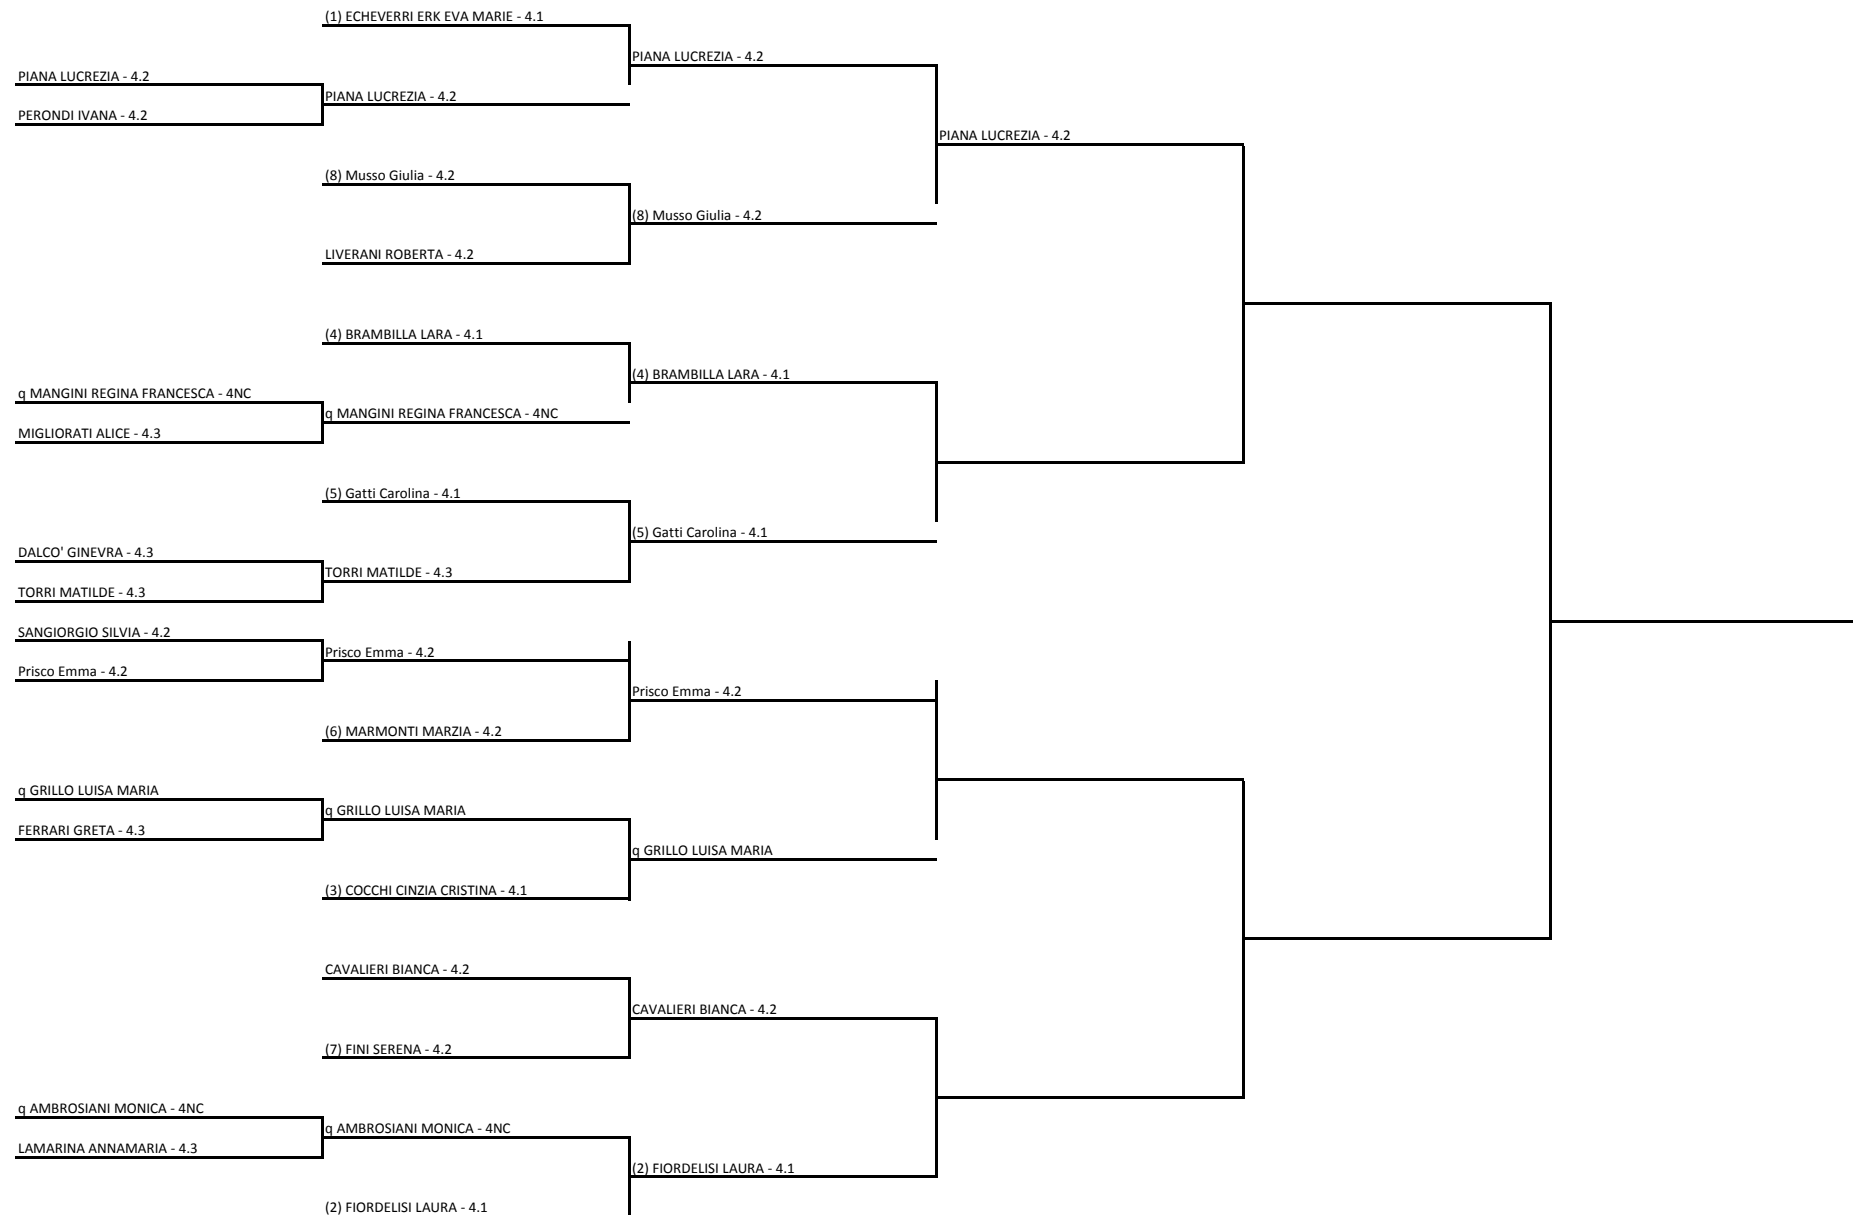 (1) ECHEVERRI ERK EVA MARIE - 4.1
PIANA LUCREZIA - 4.2
PIANA LUCREZIA - 4.2
PIANA LUCREZIA - 4.2
PERONDI IVANA - 4.2
PIANA LUCREZIA - 4.2
(8) Musso Giulia - 4.2
(8) Musso Giulia - 4.2
LIVERANI ROBERTA - 4.2
(4) BRAMBILLA LARA - 4.1
(4) BRAMBILLA LARA - 4.1
q MANGINI REGINA FRANCESCA - 4NC
q MANGINI REGINA FRANCESCA - 4NC
MIGLIORATI ALICE - 4.3
(5) Gatti Carolina - 4.1
(5) Gatti Carolina - 4.1
DALCO' GINEVRA - 4.3
TORRI MATILDE - 4.3
TORRI MATILDE - 4.3
SANGIORGIO SILVIA - 4.2
Prisco Emma - 4.2
Prisco Emma - 4.2
Prisco Emma - 4.2
(6) MARMONTI MARZIA - 4.2
q GRILLO LUISA MARIA
q GRILLO LUISA MARIA
FERRARI GRETA - 4.3
q GRILLO LUISA MARIA
(3) COCCHI CINZIA CRISTINA - 4.1
CAVALIERI BIANCA - 4.2
CAVALIERI BIANCA - 4.2
(7) FINI SERENA - 4.2
q AMBROSIANI MONICA - 4NC
q AMBROSIANI MONICA - 4NC
LAMARINA ANNAMARIA - 4.3
(2) FIORDELISI LAURA - 4.1
(2) FIORDELISI LAURA - 4.1